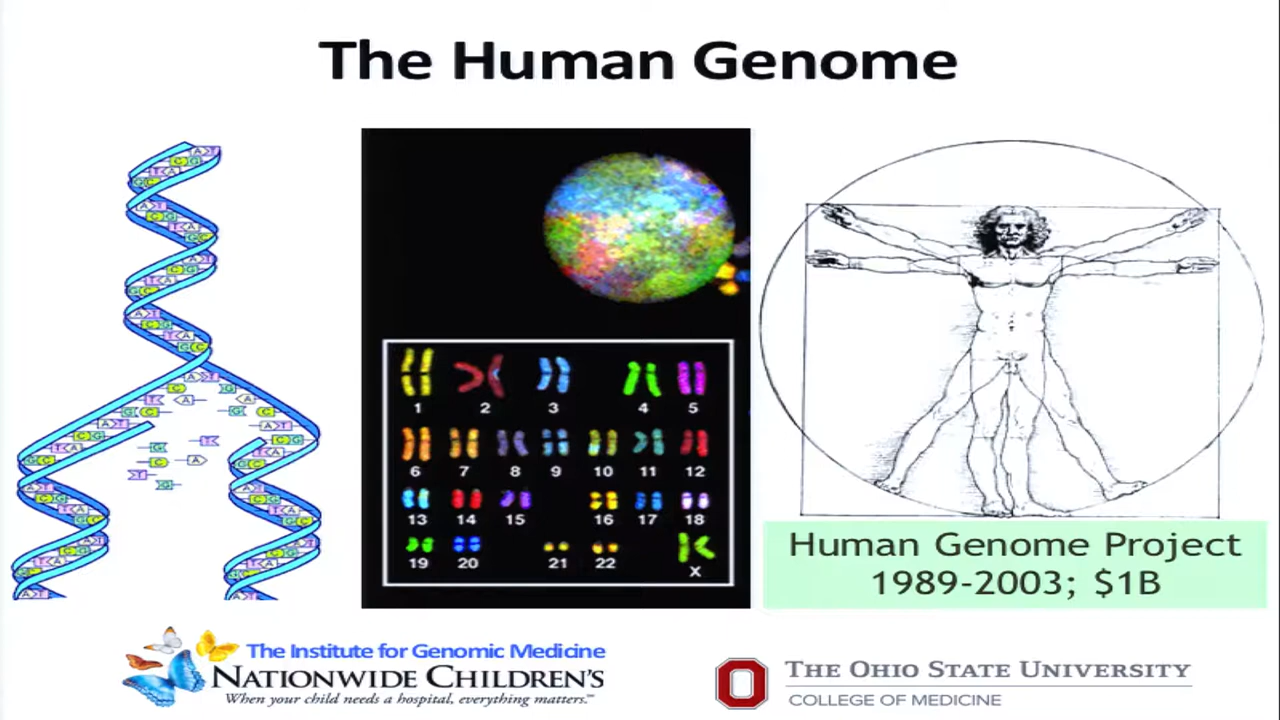 The Human Genome
1 2 3 4 5
6 7 8 9 10 11 12
13 14 15 16 17 18
19 20 21 22 X
Human Genome Project
1989-2003; $1B
The Institute for Genomic Medicine
NATIONWIDE CHILDREN'S
When your child needs a hospital, everything matters.℠
THE OHIO STATE UNIVERSITY
COLLEGE OF MEDICINE